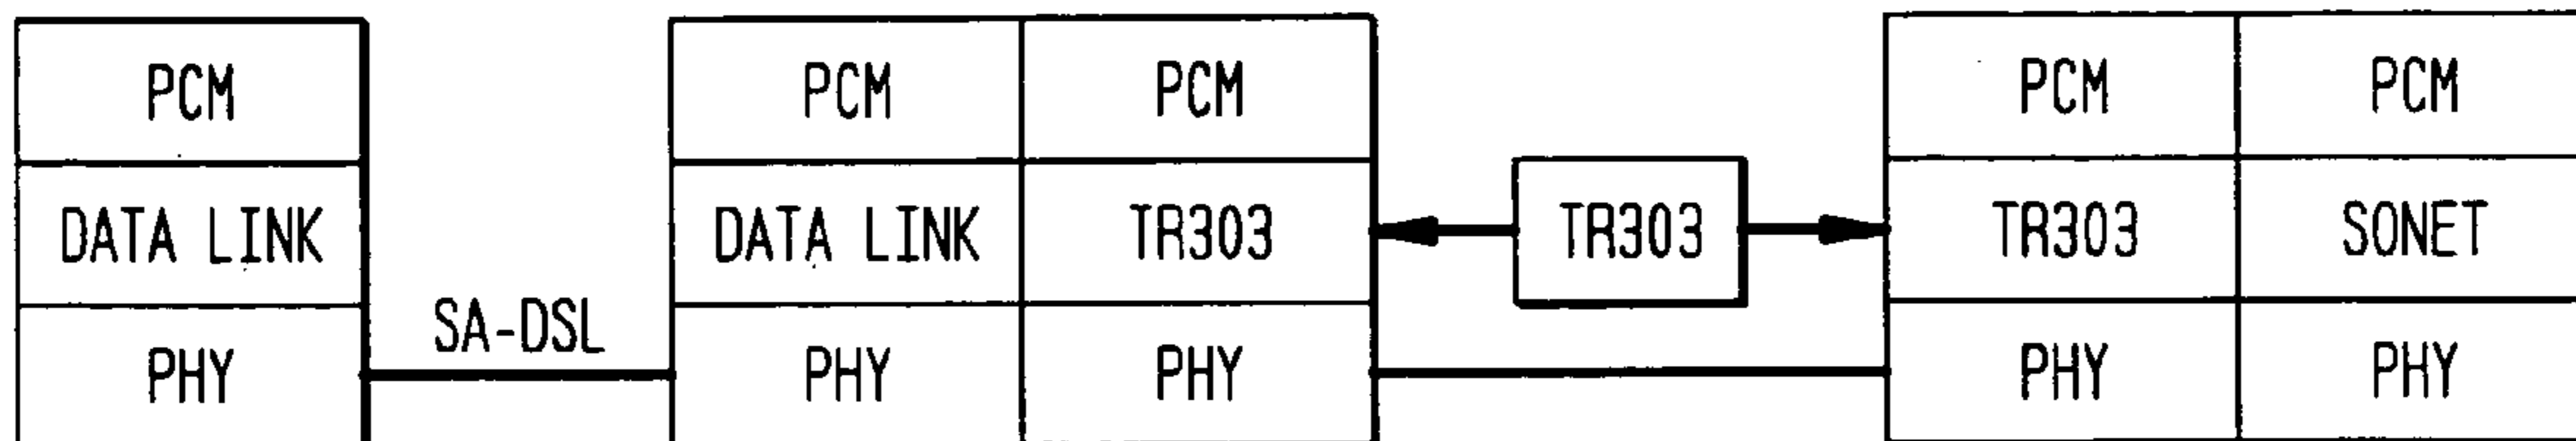 PCM PCM PCM PCM PCM
DATA LINK DATA LINK TR303 TR303 TR303 SONET
SA-DSL
PHY PHY PHY PHY PHY